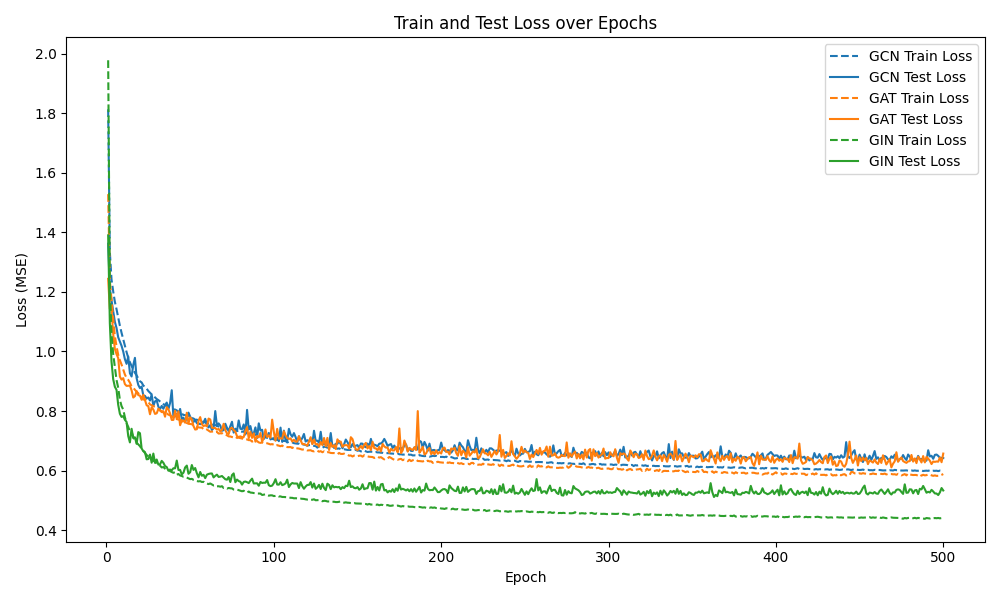 Train and Test Loss over Epochs
GCN Train Loss
GCN Test Loss
GAT Train Loss
GAT Test Loss
GIN Train Loss
GIN Test Loss
Loss (MSE)
2.0
1.8
1.6
1.4
1.2
1.0
0.8
0.6
0.4
0 100 200 300 400 500
Epoch